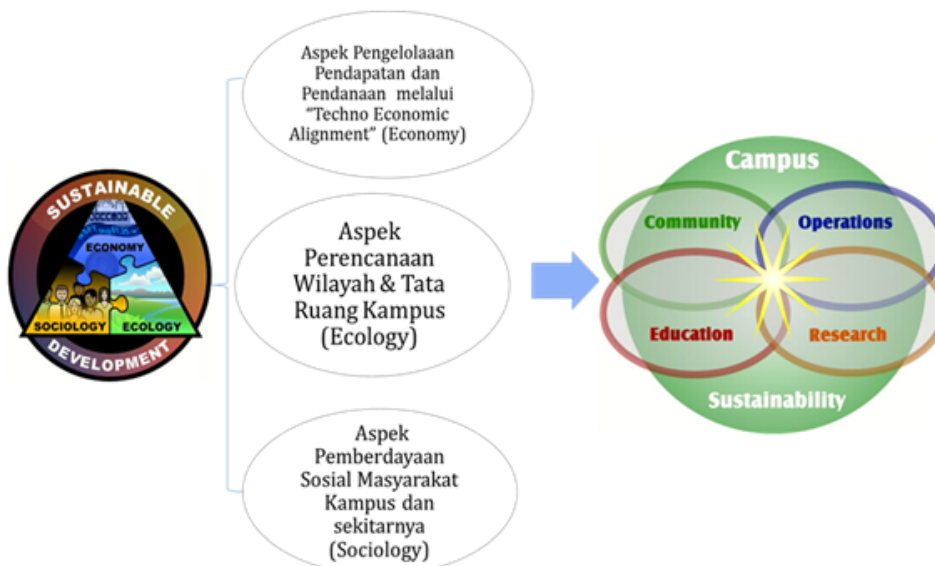 SUSTAINABLE
ECONOMY
SOCIOLOGY
ECOLOGY
DEVELOPMENT
Aspek Pengelolaaan
Pendapatan dan
Pendanaan melalui
“Techno Economic
Alignment” (Economy)
Aspek
Perencanaan
Wilayah & Tata
Ruang Kampus
(Ecology)
Aspek
Pemberdayaan
Sosial Masyarakat
Kampus dan
sekitarnya
(Sociology)
Campus
Community
Operations
Education
Research
Sustainability